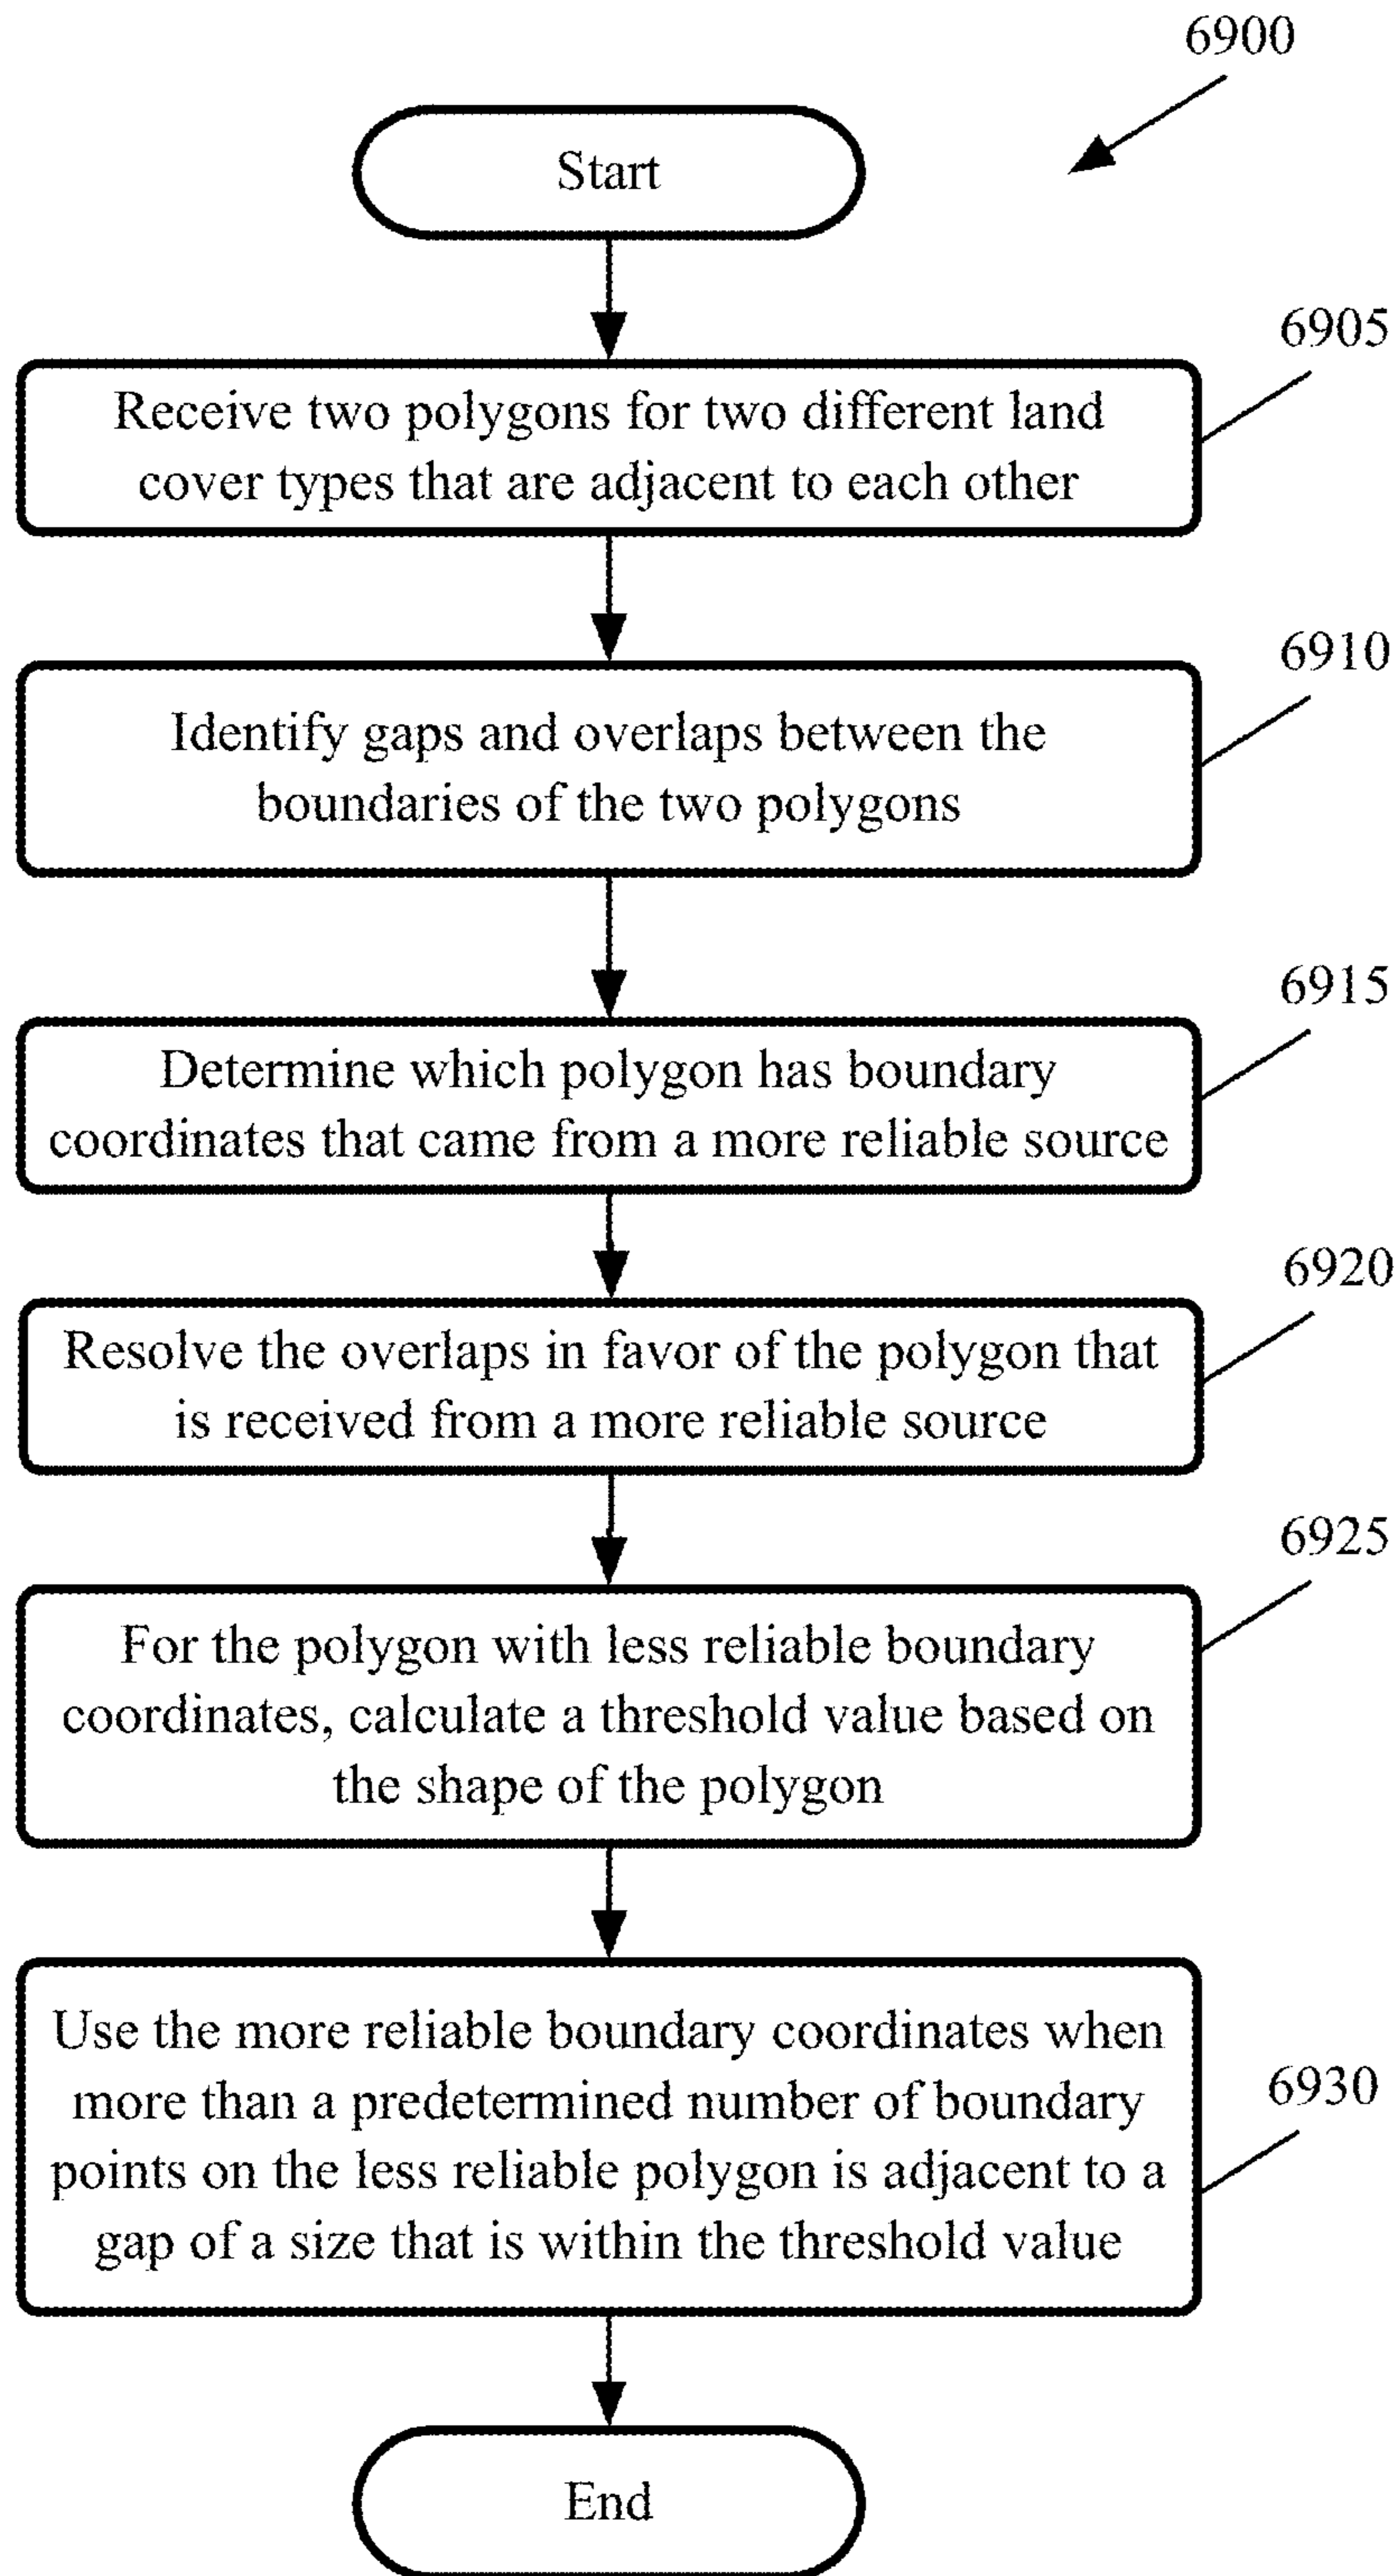 6900
Start
6905
Receive two polygons for two different land
cover types that are adjacent to each other
6910
Identify gaps and overlaps between the
boundaries of the two polygons
6915
Determine which polygon has boundary
coordinates that came from a more reliable source
6920
Resolve the overlaps in favor of the polygon that
is received from a more reliable source
6925
For the polygon with less reliable boundary
coordinates, calculate a threshold value based on
the shape of the polygon
6930
Use the more reliable boundary coordinates when
more than a predetermined number of boundary
points on the less reliable polygon is adjacent to a
gap of a size that is within the threshold value
End